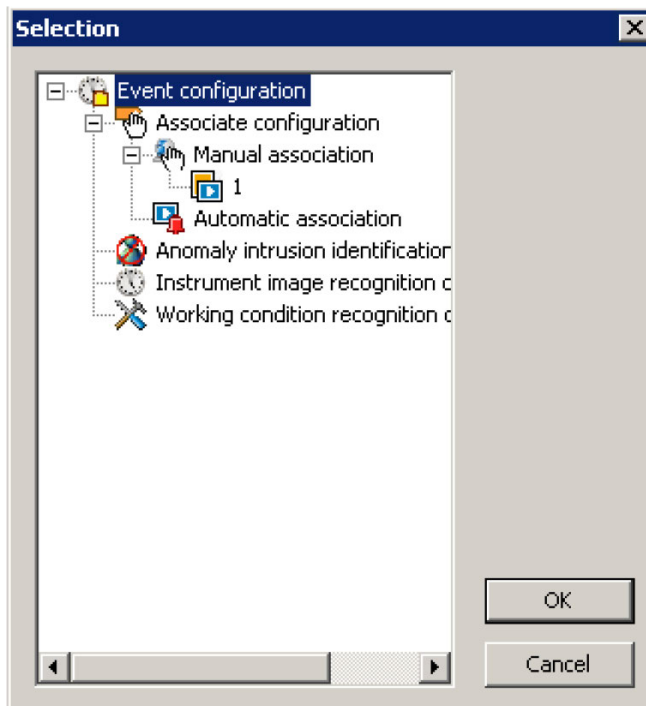 Selection
Event configuration
Associate configuration
Manual association
1
Automatic association
Anomaly intrusion identification
Instrument image recognition c
Working condition recognition c
OK
Cancel